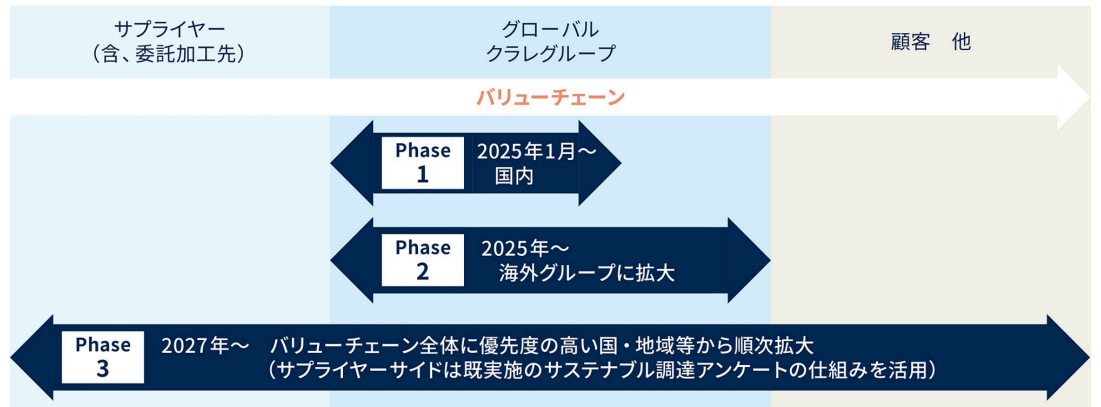 サプライヤー
（含、委託加工先）
グローバル
クラレグループ
顧客　他
バリューチェーン
Phase
1
2025年1月～
国内
Phase
2
2025年～
海外グループに拡大
Phase
3
2027年～　バリューチェーン全体に優先度の高い国・地域等から順次拡大
（サプライヤーサイドは既実施のサステナブル調達アンケートの仕組みを活用）